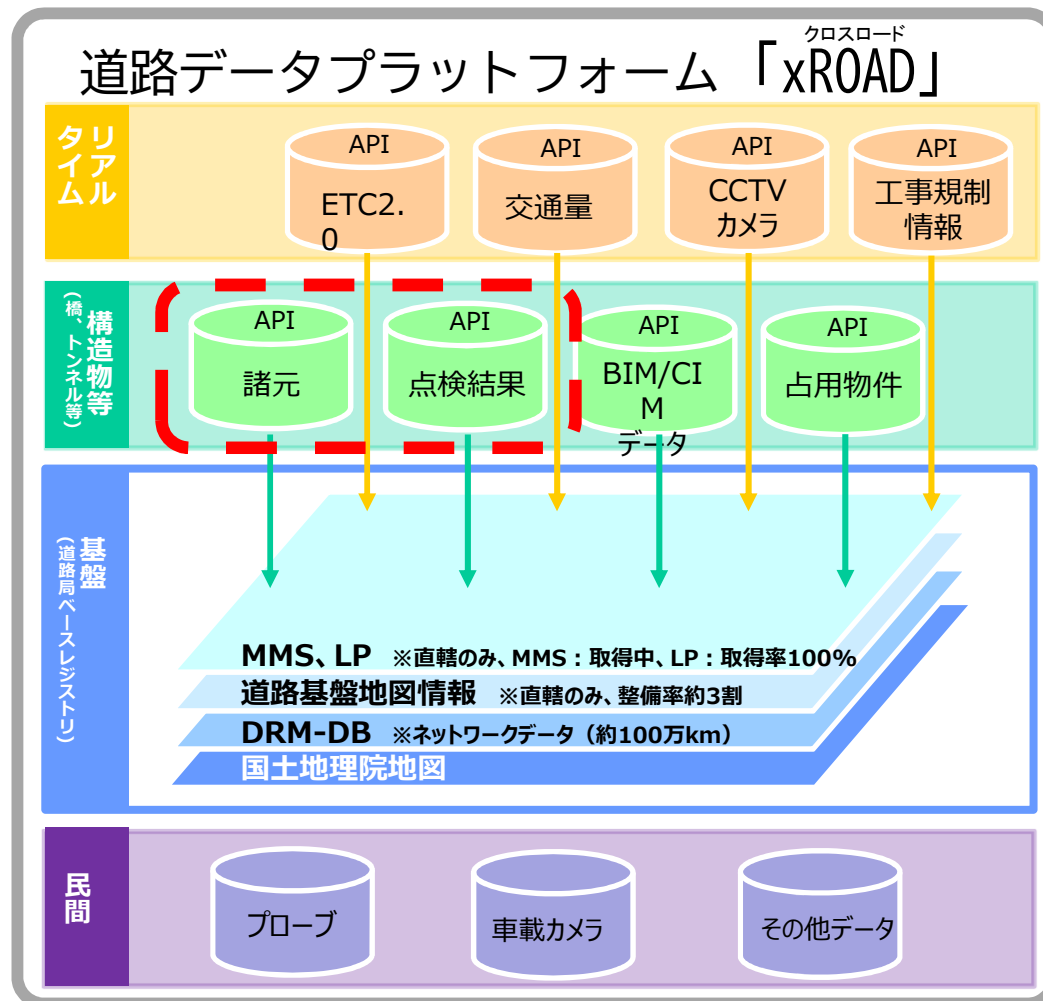 クロスロード
道路データプラットフォーム「xROAD」
リアル
タイム
API
ETC2.
0
API
交通量
API
CCTV
カメラ
API
工事規制
情報
構造物等
(橋、トンネル等)
API
諸元
API
点検結果
API
BIM/CI
M
データ
API
占用物件
基盤
(道路局ベースレジストリ)
MMS、LP ※直轄のみ、MMS：取得中、LP：取得率100%
道路基盤地図情報 ※直轄のみ、整備率約3割
DRM-DB ※ネットワークデータ（約100万km）
国土地理院地図
民間
プローブ
車載カメラ
その他データ